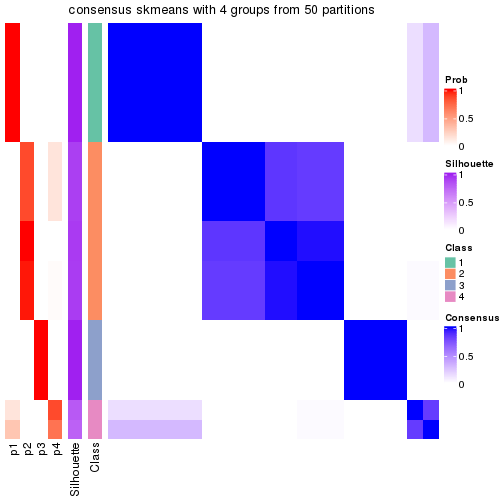 consensus skmeans with 4 groups from 50 partitions
Prob
1
0.5
0
Silhouette
1
0.5
0
Class
1
2
3
4
Consensus
1
0.5
0
p1
p2
p3
p4
Silhouette
Class